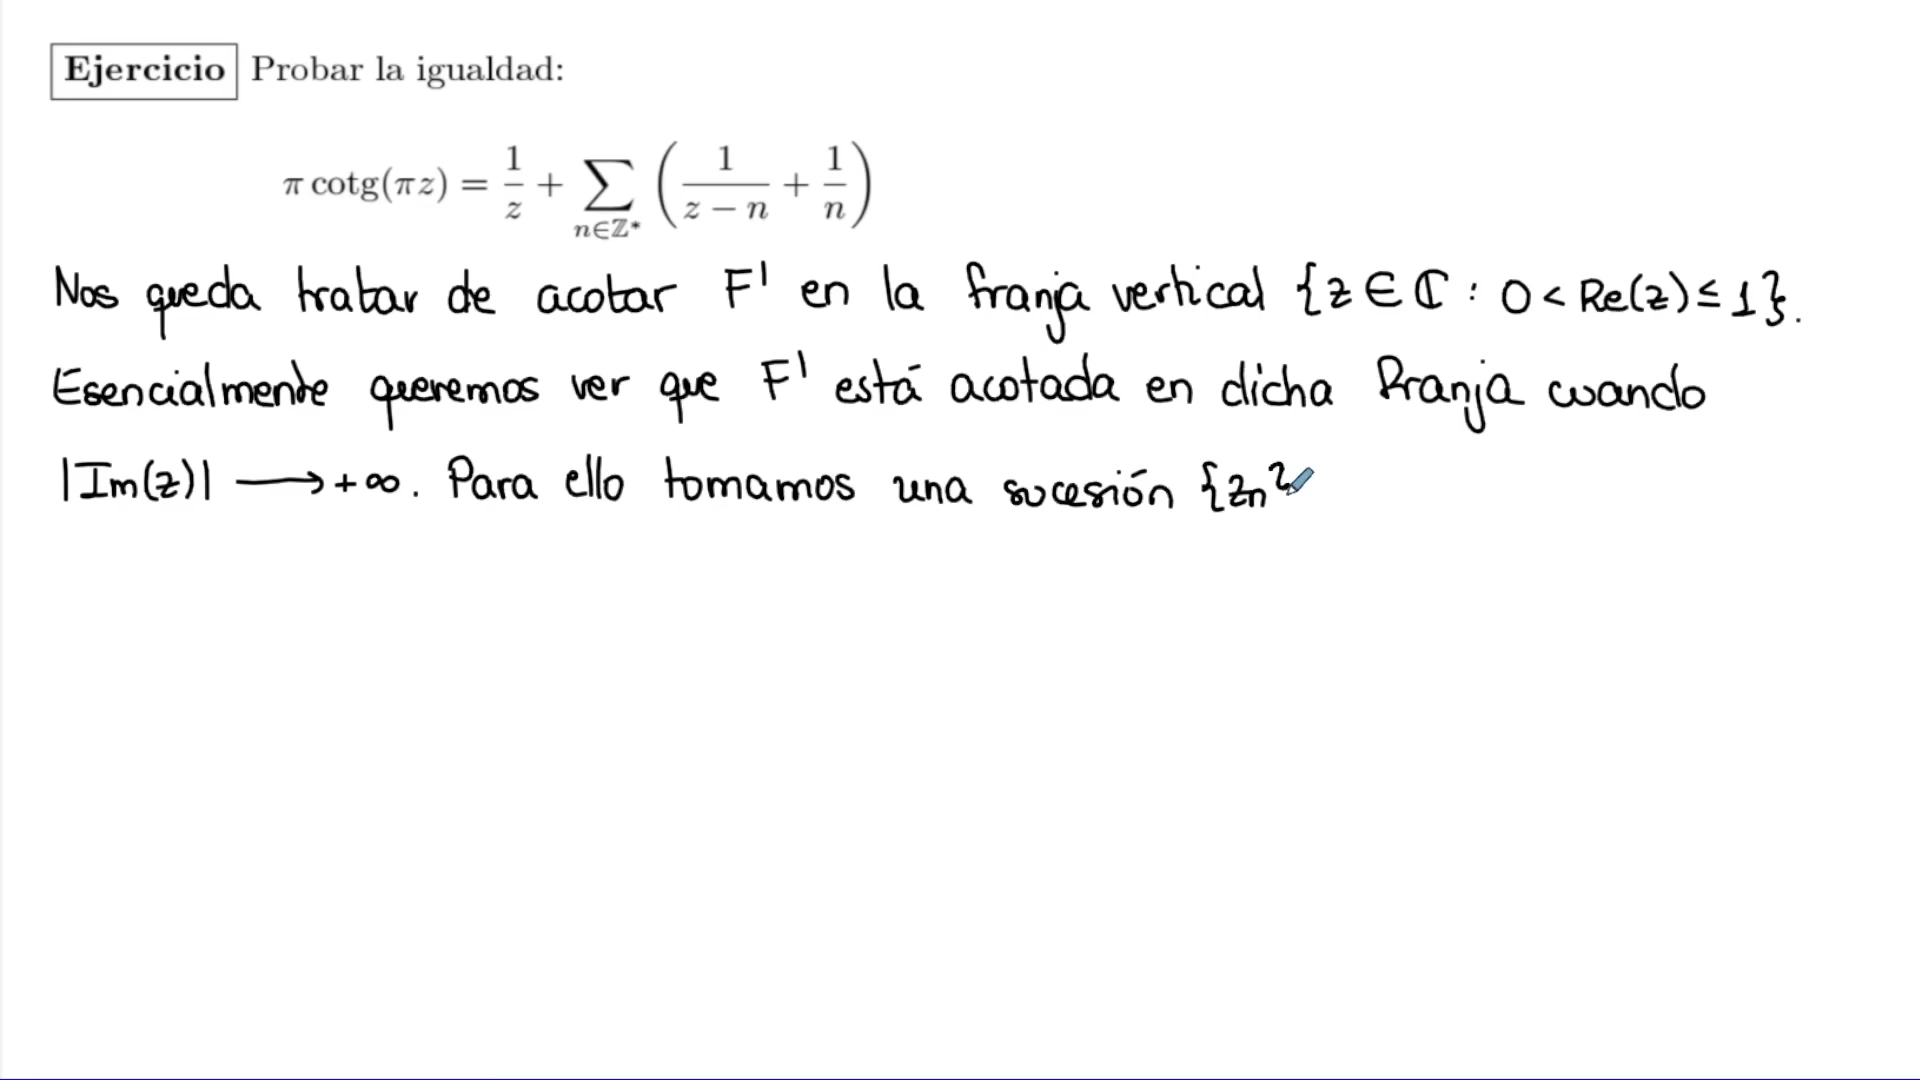 Ejercicio Probar la igualdad:
π cotg(πz) = 1/z + ∑_{n∈ℤ*} (1/(z − n) + 1/n)
Nos queda tratar de acotar F' en la franja vertical {z ∈ ℂ : 0 < Re(z) ≤ 1}.
Esencialmente queremos ver que F' está acotada en dicha franja cuando
|Im(z)| ⟶ +∞. Para ello tomamos una sucesión {zn